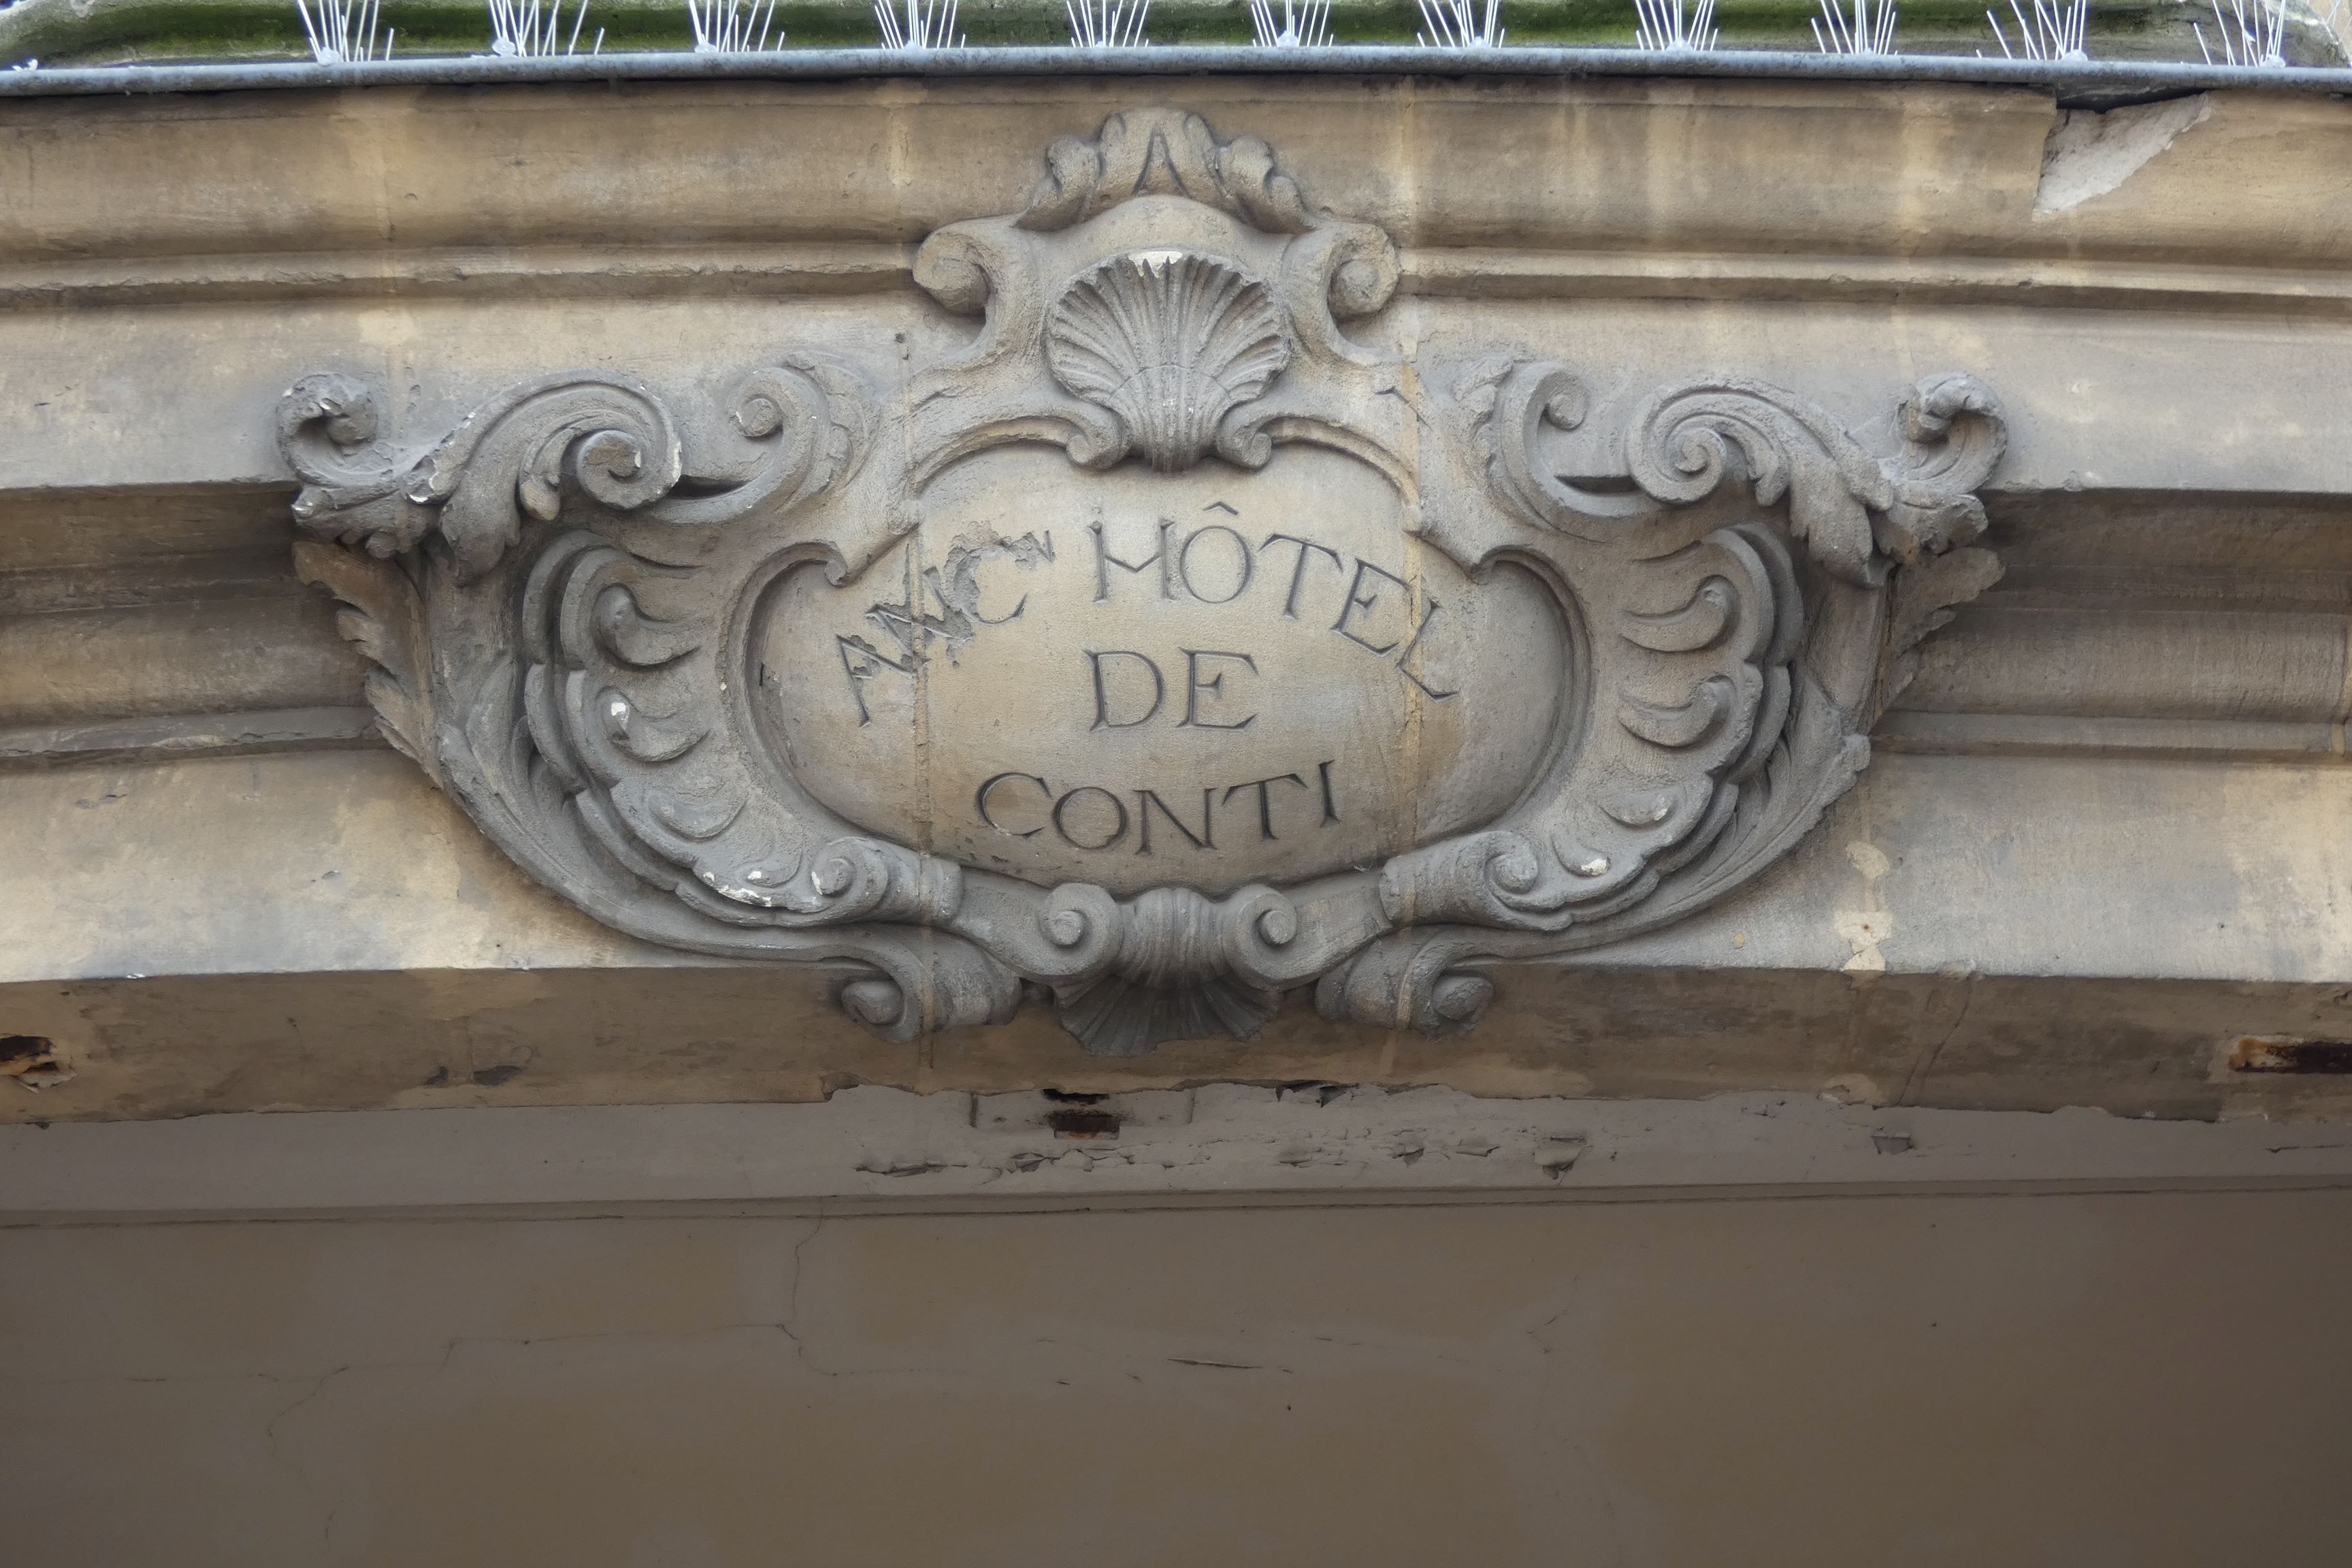 ANCᴺ HÔTEL
DE
CONTI